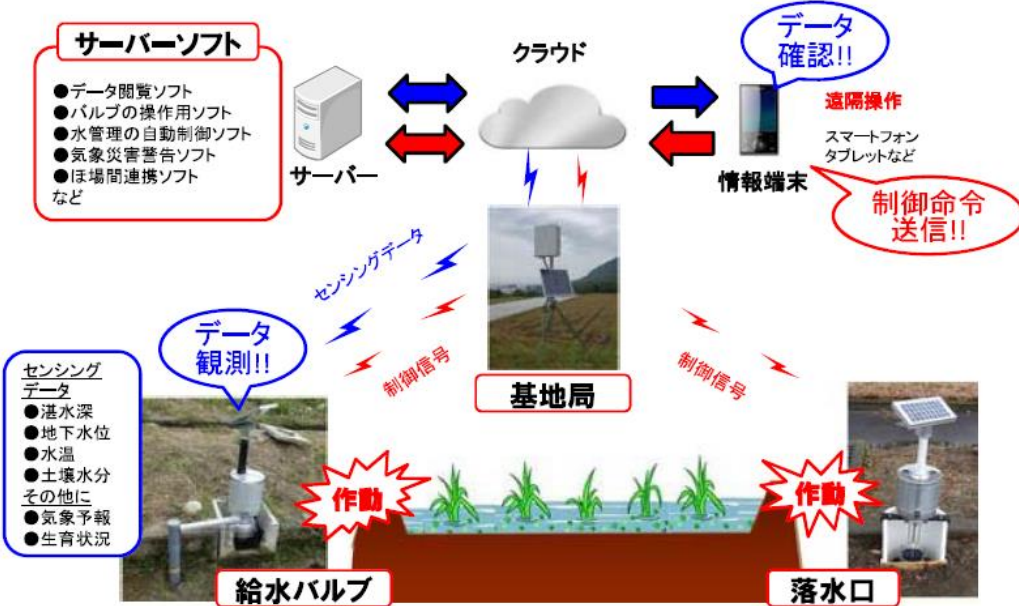 サーバーソフト
●データ閲覧ソフト
●バルブの操作用ソフト
●水管理の自動制御ソフト
●気象災害警告ソフト
●ほ場間連携ソフト
など
サーバー
クラウド
データ
確認!!
遠隔操作
スマートフォン
タブレットなど
情報端末
制御命令
送信!!
センシングデータ
制御信号
制御信号
基地局
データ
観測!!
センシング
データ
●湛水深
●地下水位
●水温
●土壌水分
その他に
●気象予報
●生育状況
作動
作動
給水バルブ
落水口